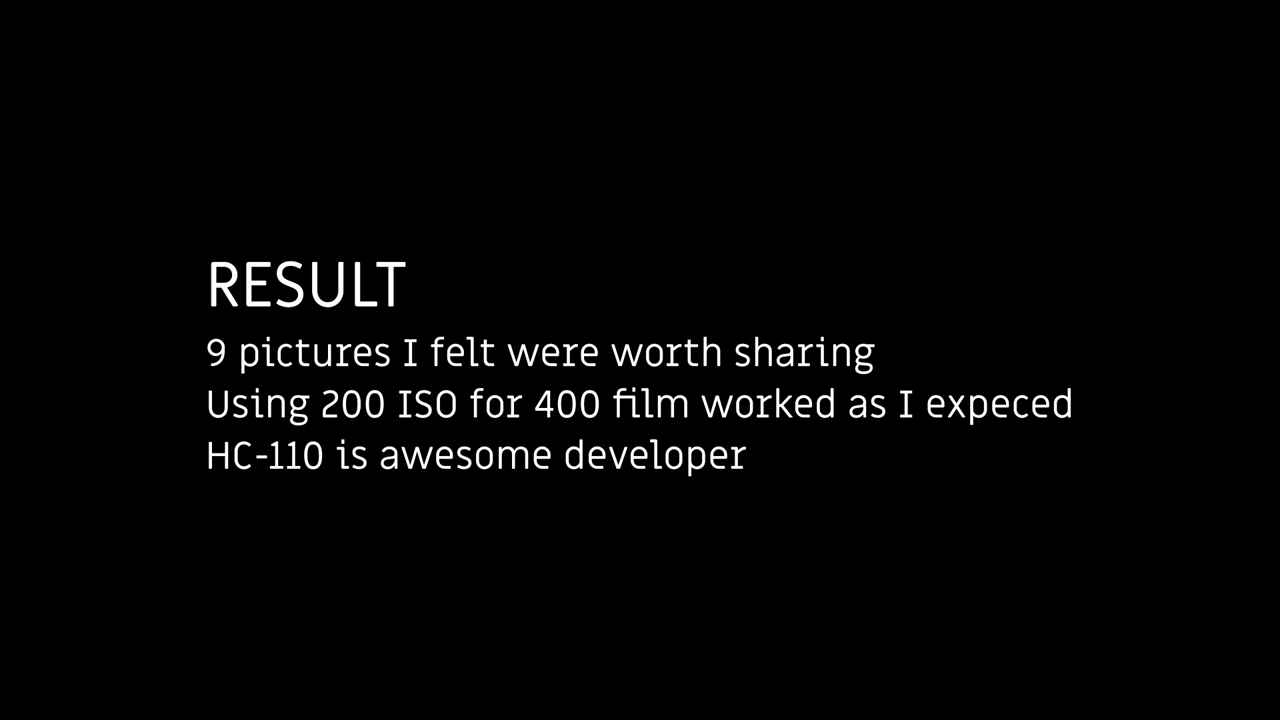 RESULT
9 pictures I felt were worth sharing
Using 200 ISO for 400 film worked as I expeced
HC-110 is awesome developer